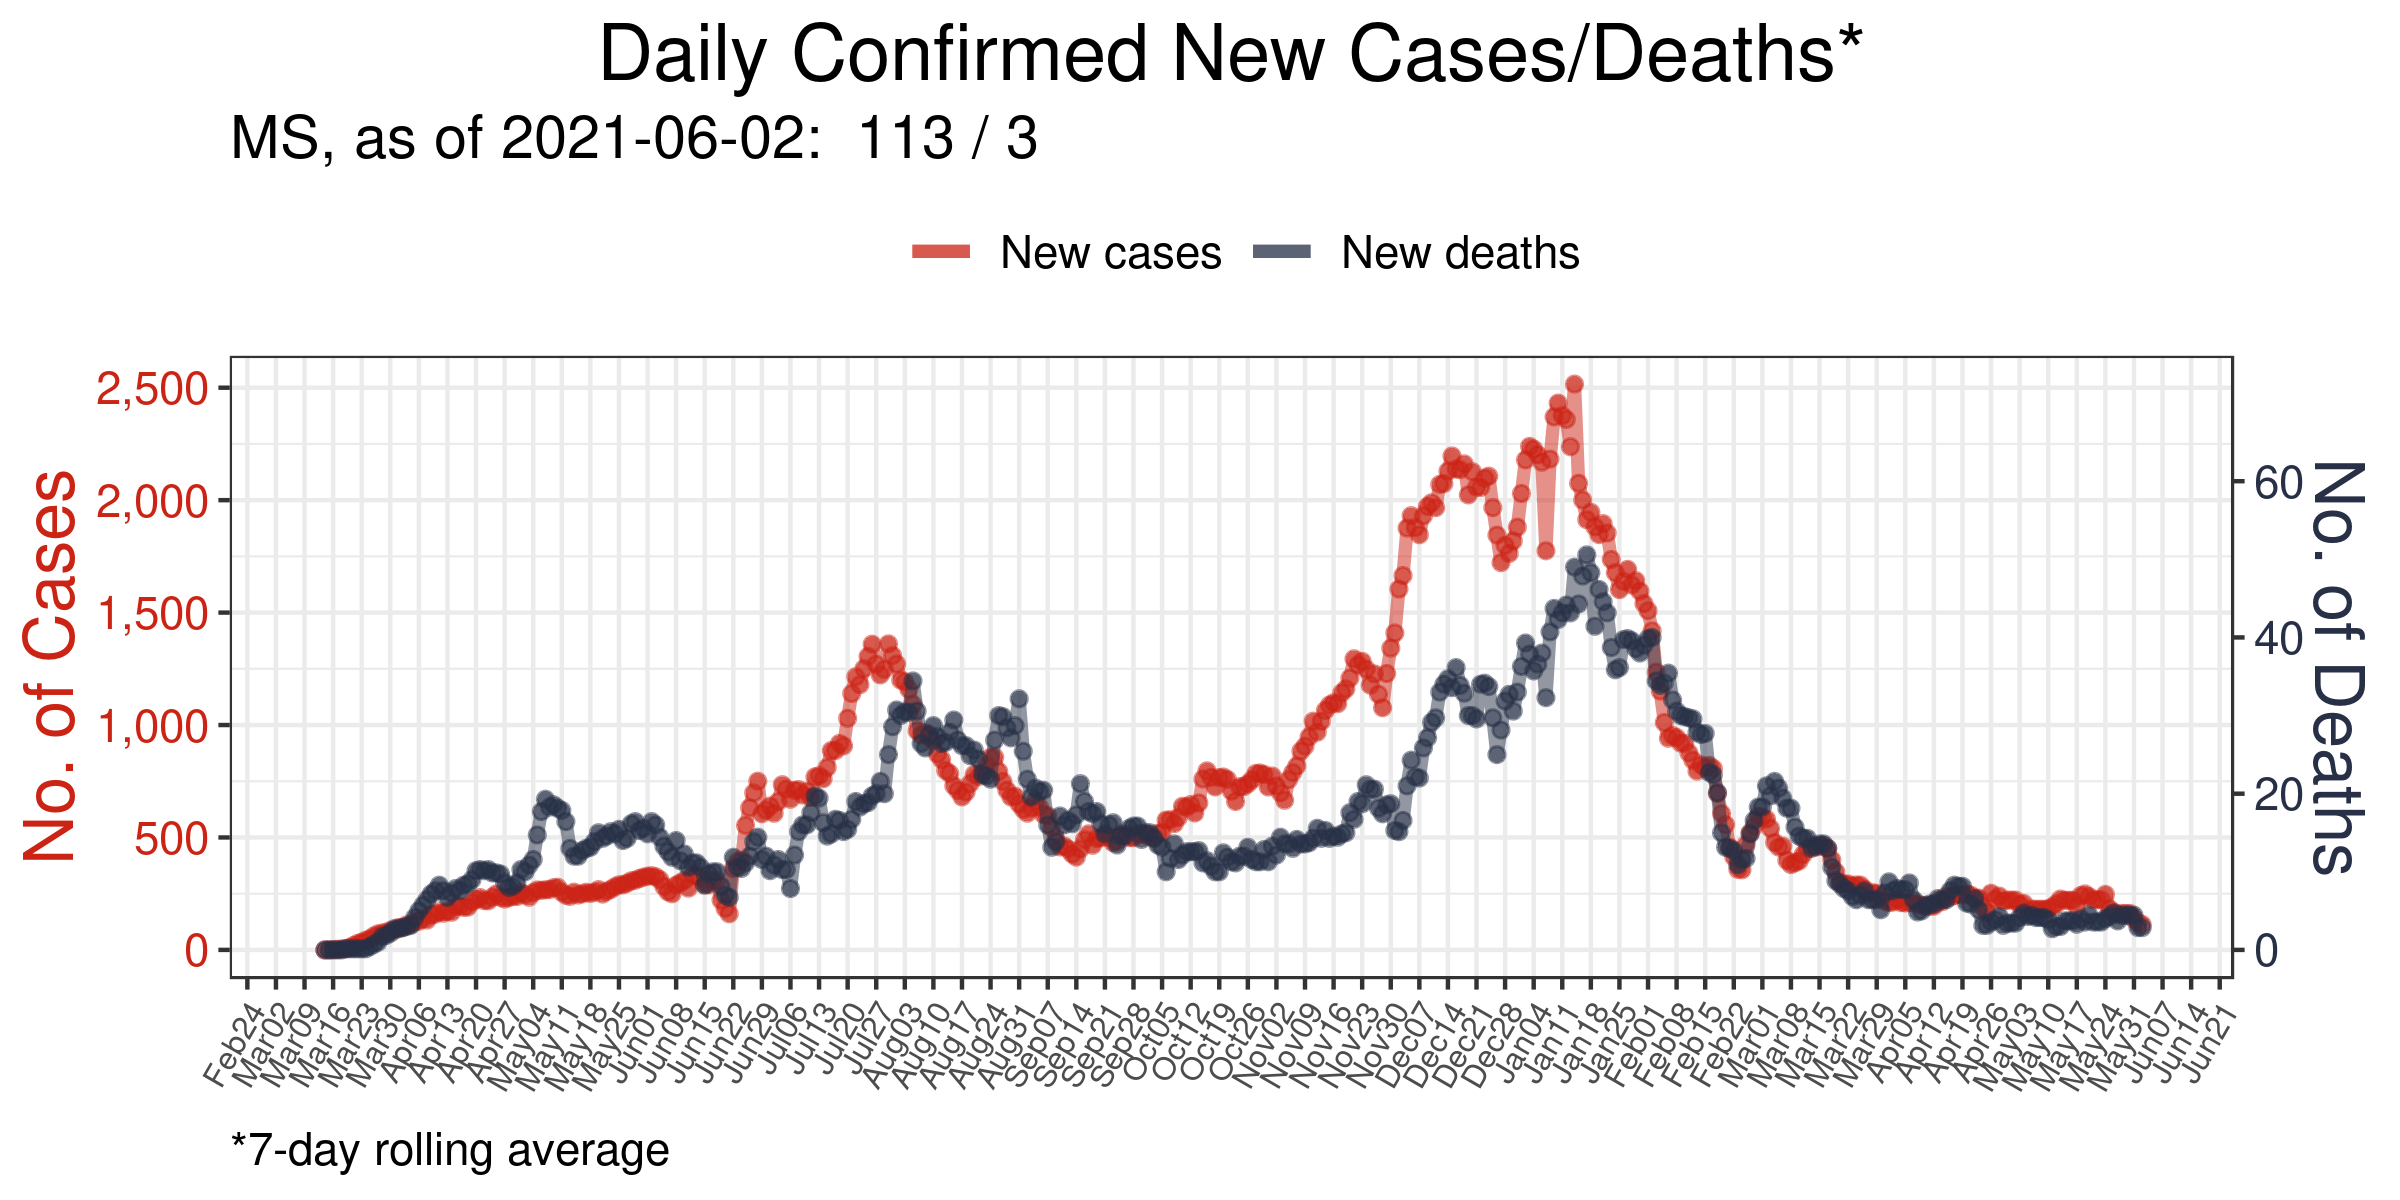 Daily Confirmed New Cases/Deaths*
MS, as of 2021-06-02:  113 / 3
New cases
New deaths
No. of Cases
2,500
2,000
1,500
1,000
500
0
60
40
20
0
No. of Deaths
Feb24
Mar02
Mar09
Mar16
Mar23
Mar30
Apr06
Apr13
Apr20
Apr27
May04
May11
May18
May25
Jun01
Jun08
Jun15
Jun22
Jun29
Jul06
Jul13
Jul20
Jul27
Aug03
Aug10
Aug17
Aug24
Aug31
Sep07
Sep14
Sep21
Sep28
Oct05
Oct12
Oct19
Oct26
Nov02
Nov09
Nov16
Nov23
Nov30
Dec07
Dec14
Dec21
Dec28
Jan04
Jan11
Jan18
Jan25
Feb01
Feb08
Feb15
Feb22
Mar01
Mar08
Mar15
Mar22
Mar29
Apr05
Apr12
Apr19
Apr26
May03
May10
May17
May24
May31
Jun07
Jun14
Jun21
*7-day rolling average